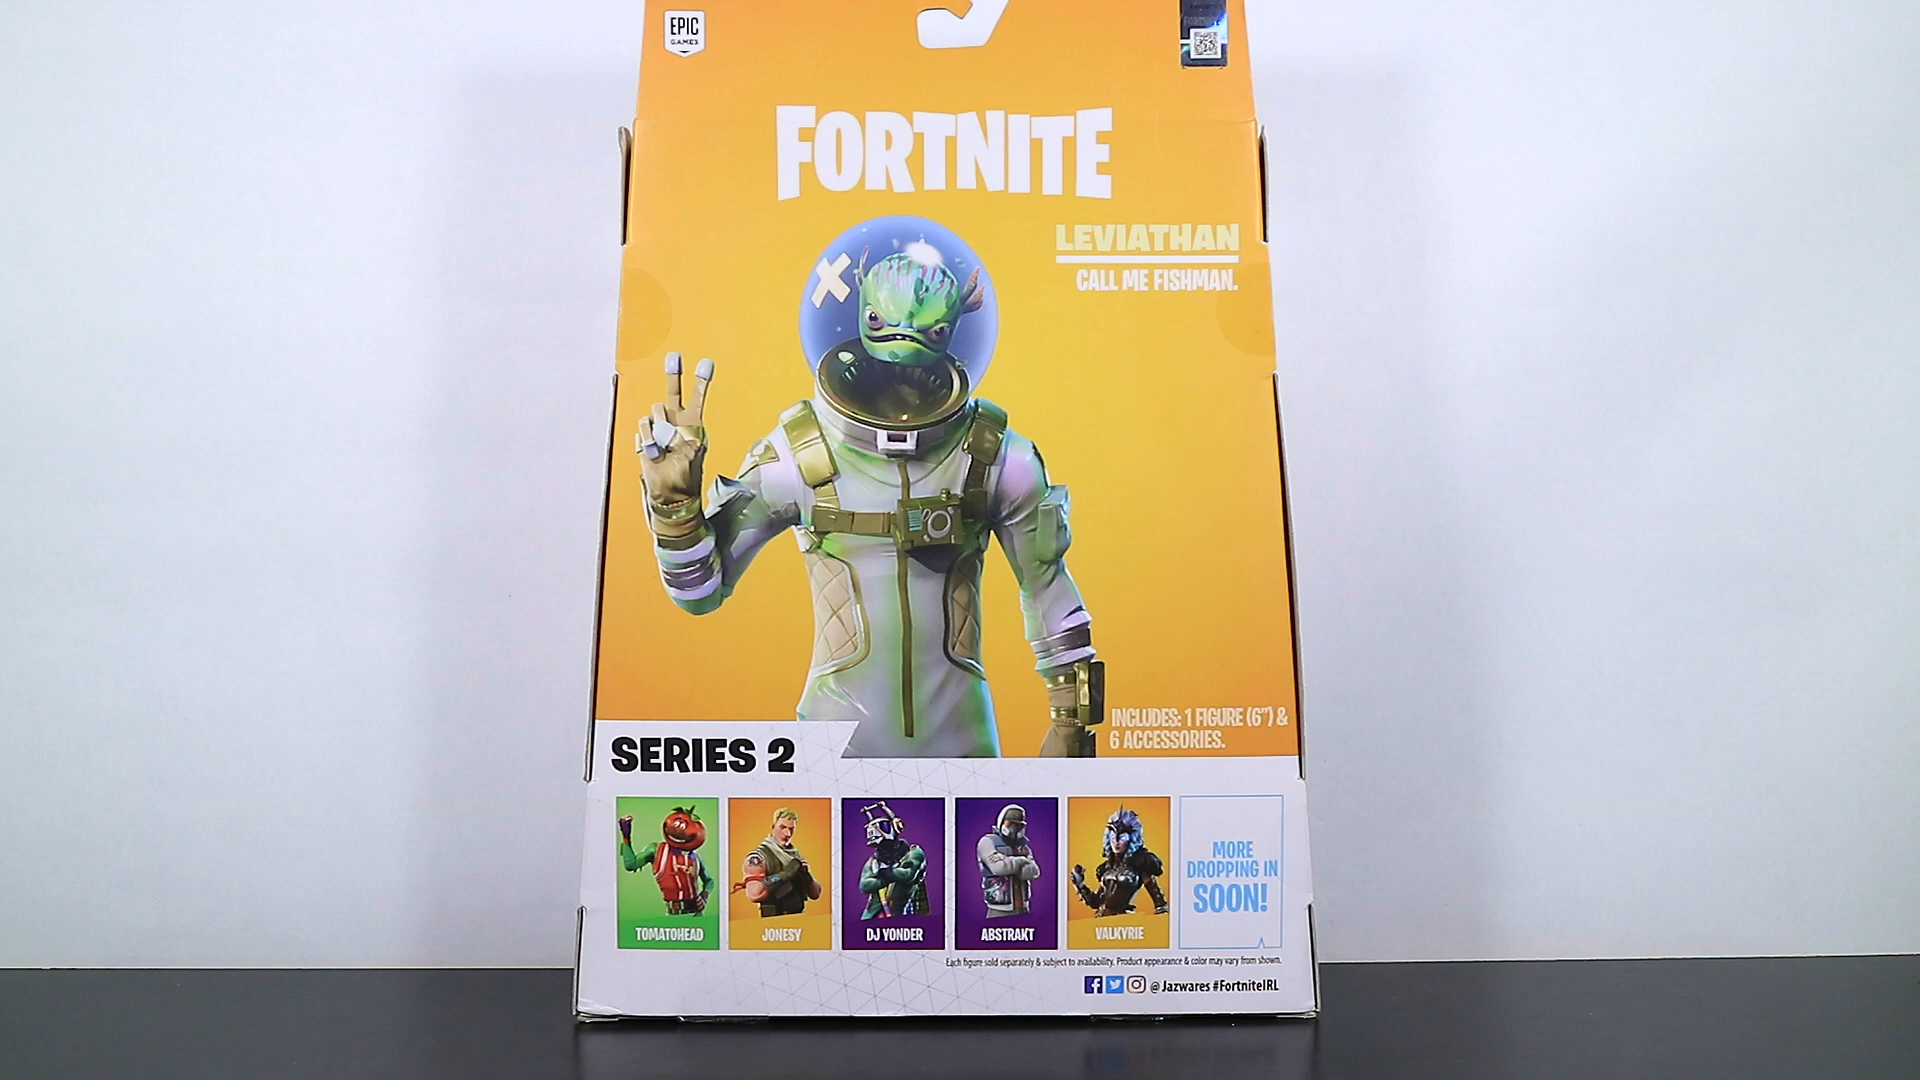 EPIC
GAMES
FORTNITE
LEVIATHAN
CALL ME FISHMAN.
INCLUDES: 1 FIGURE (6") &
6 ACCESSORIES.
SERIES 2
TOMATOHEAD
JONESY
DJ YONDER
ABSTRAKT
VALKYRIE
MORE
DROPPING IN
SOON!
Each figure sold separately & subject to availability. Product appearance & color may vary from shown.
@Jazwares #FortniteIRL